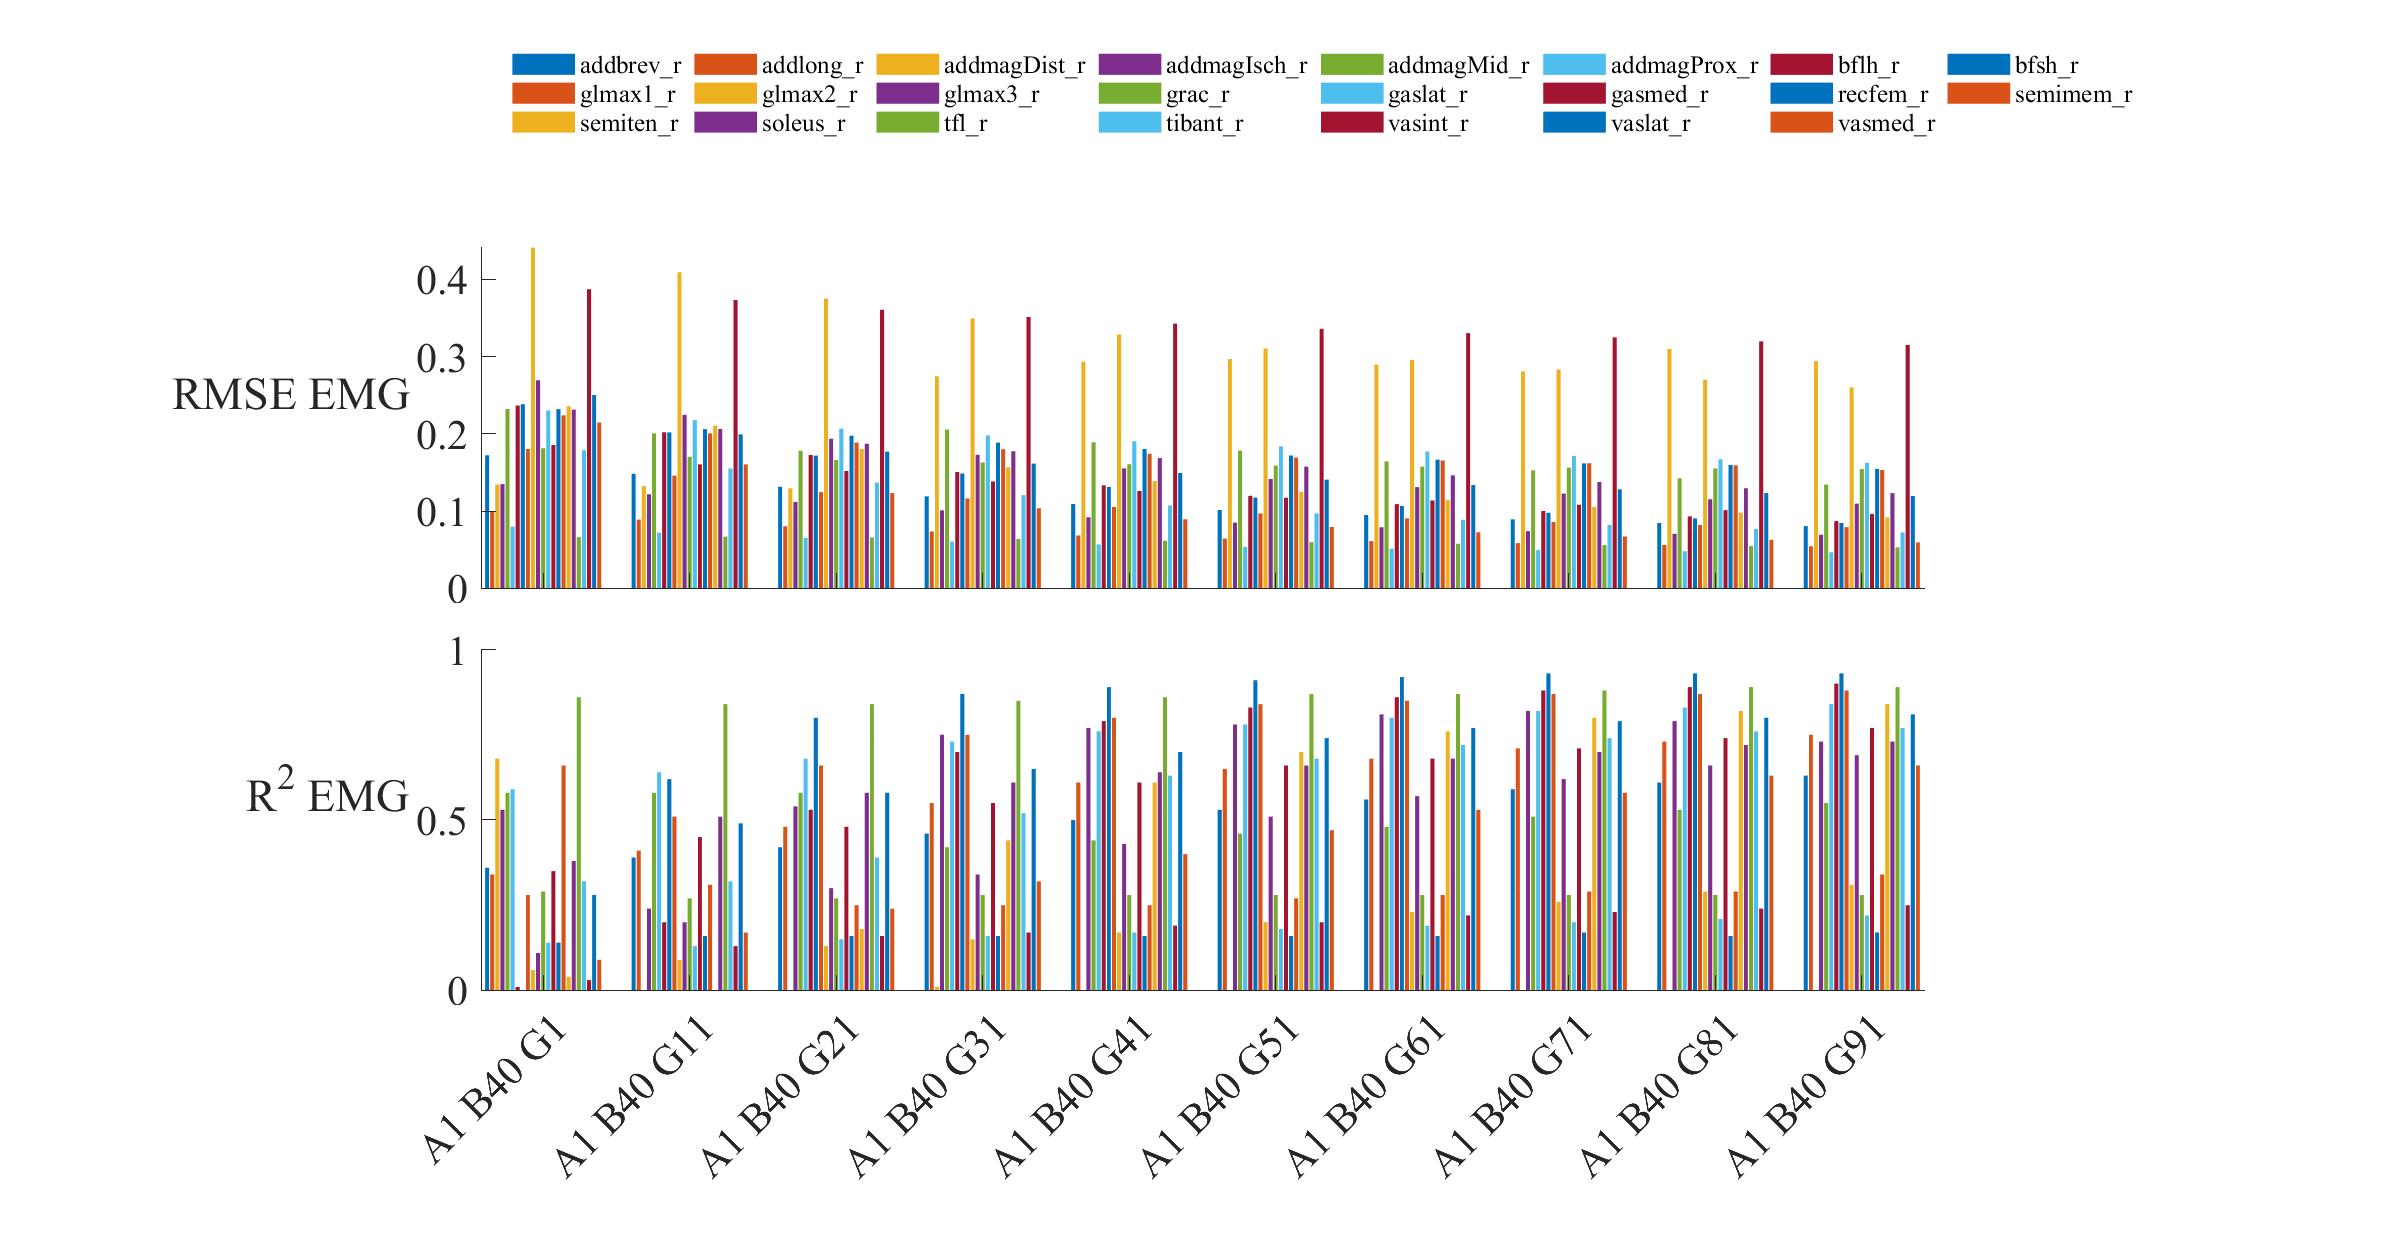 addbrev_r addlong_r addmagDist_r addmagIsch_r addmagMid_r addmagProx_r bflh_r bfsh_r
glmax1_r glmax2_r glmax3_r grac_r gaslat_r gasmed_r recfem_r semimem_r
semiten_r soleus_r tfl_r tibant_r vasint_r vaslat_r vasmed_r
0.4
0.3
RMSE EMG
0.2
0.1
0
1
R² EMG
0.5
0
A1 B40 G1
A1 B40 G11
A1 B40 G21
A1 B40 G31
A1 B40 G41
A1 B40 G51
A1 B40 G61
A1 B40 G71
A1 B40 G81
A1 B40 G91